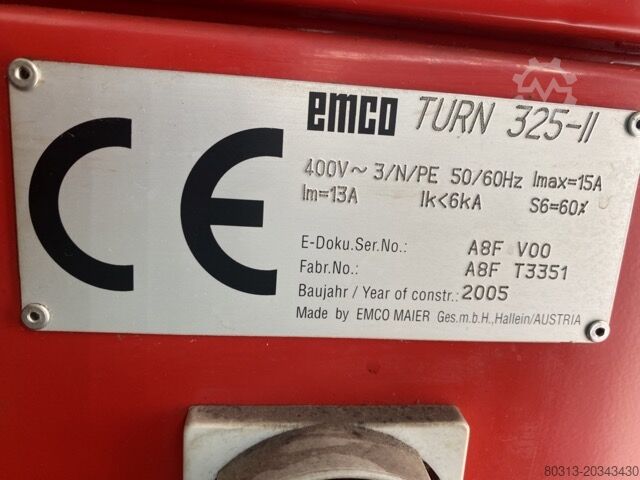 CE
emco TURN 325-II
400V~ 3/N/PE 50/60Hz Imax=15A
Im=13A Ik<6kA S6=60%
E-Doku.Ser.No.: A8F V00
Fabr.No.: A8F T3351
Baujahr / Year of constr.: 2005
Made by EMCO MAIER Ges.m.b.H.,Hallein/AUSTRIA
80313-20343430